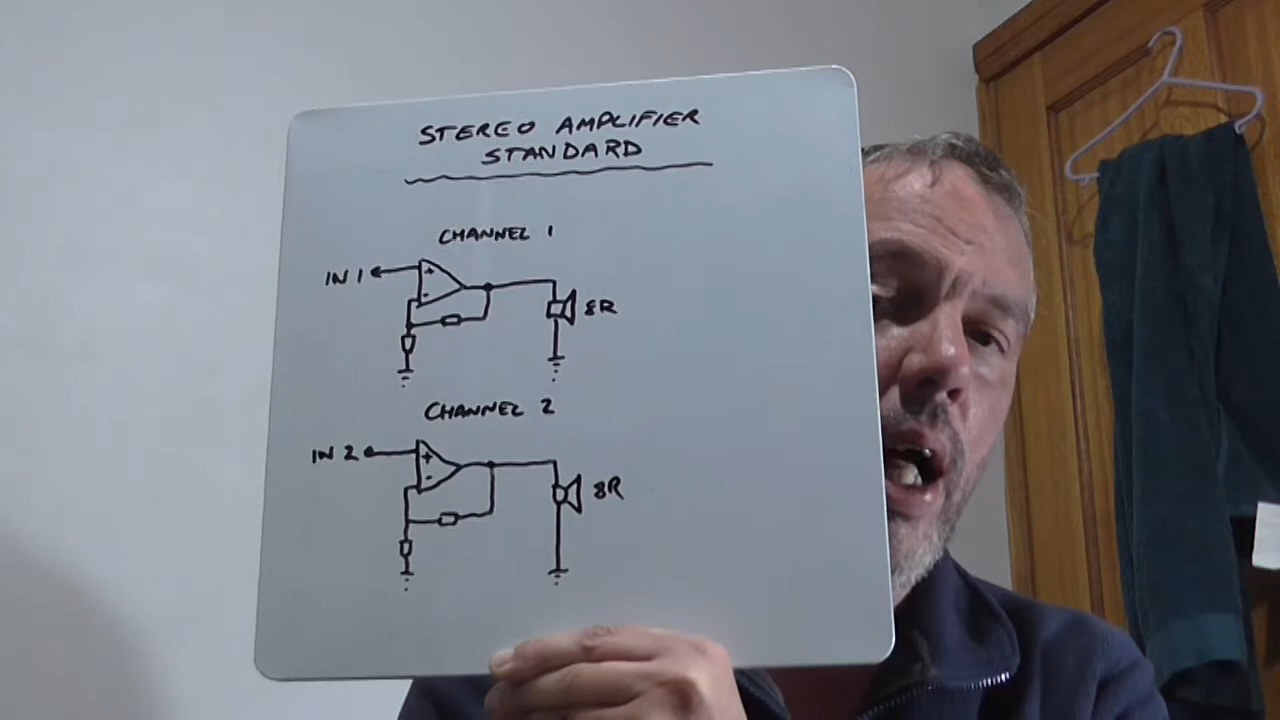 STEREO AMPLIFIER
STANDARD
CHANNEL 1
IN 1
+
-
8R
CHANNEL 2
IN 2
+
-
8R